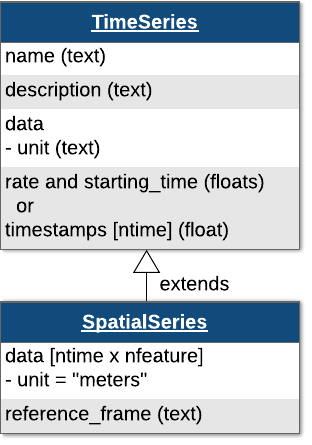 TimeSeries
name (text)
description (text)
data
- unit (text)
rate and starting_time (floats)
or
timestamps [ntime] (float)
extends
SpatialSeries
data [ntime x nfeature]
- unit = "meters"
reference_frame (text)